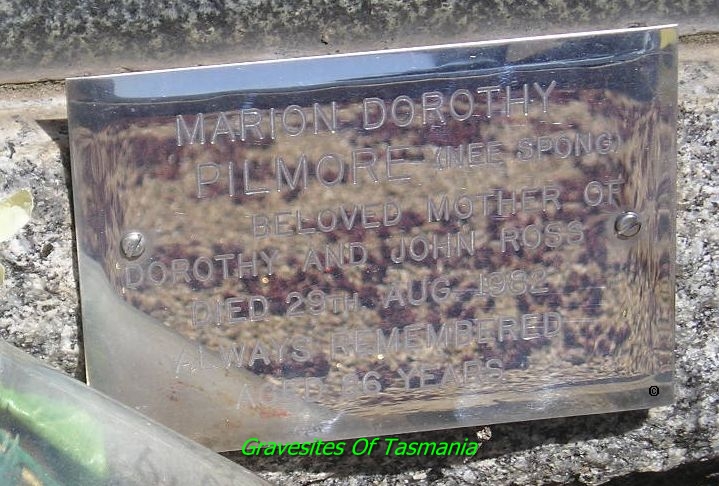 MARION DOROTHY
PILMORE (NEE SPONG)
BELOVED MOTHER OF
DOROTHY AND JOHN ROSS
DIED 29TH AUG 1982
ALWAYS REMEMBERED
AGED 86 YEARS
Gravesites Of Tasmania